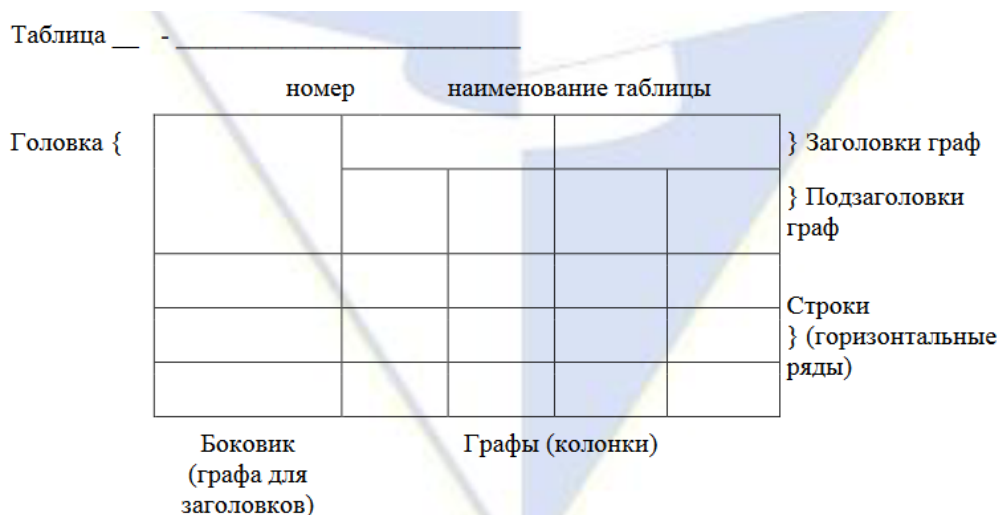 Таблица __ - ______________________________
номер наименование таблицы
Головка {
} Заголовки граф
} Подзаголовки
граф
Строки
} (горизонтальные
ряды)
Боковик
(графа для
заголовков)
Графы (колонки)